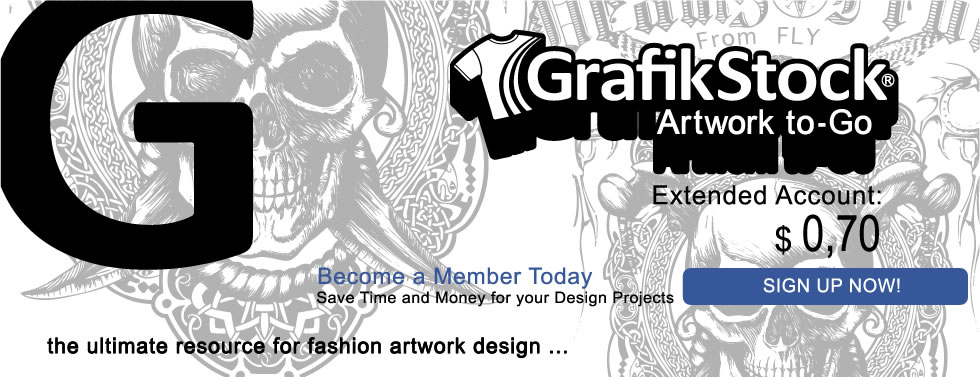 From FLY
G
GrafikStock®
Artwork to-Go
Extended Account:
$ 0,70
Become a Member Today
Save Time and Money for your Design Projects
SIGN UP NOW!
the ultimate resource for fashion artwork design ...